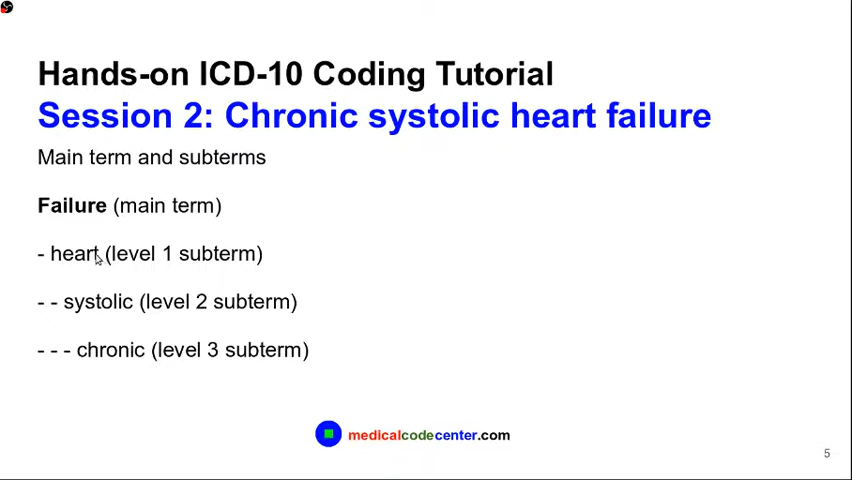 Hands-on ICD-10 Coding Tutorial
Session 2: Chronic systolic heart failure
Main term and subterms
Failure (main term)
- heart (level 1 subterm)
- - systolic (level 2 subterm)
- - - chronic (level 3 subterm)
medicalcodecenter.com
5